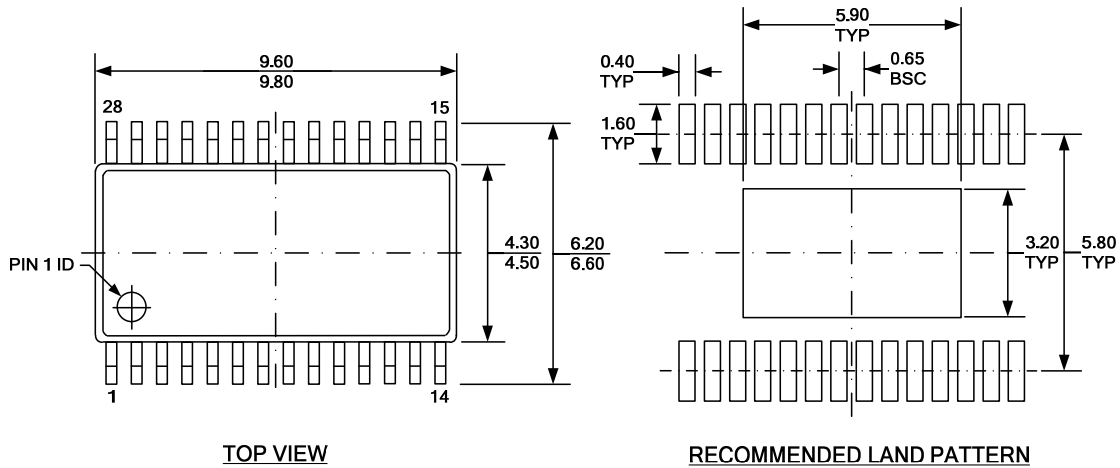 9.60
9.80
28
15
4.30
4.50
6.20
6.60
PIN 1 ID
1
14
TOP VIEW
5.90
TYP
0.40
TYP
0.65
BSC
1.60
TYP
3.20
TYP
5.80
TYP
RECOMMENDED LAND PATTERN